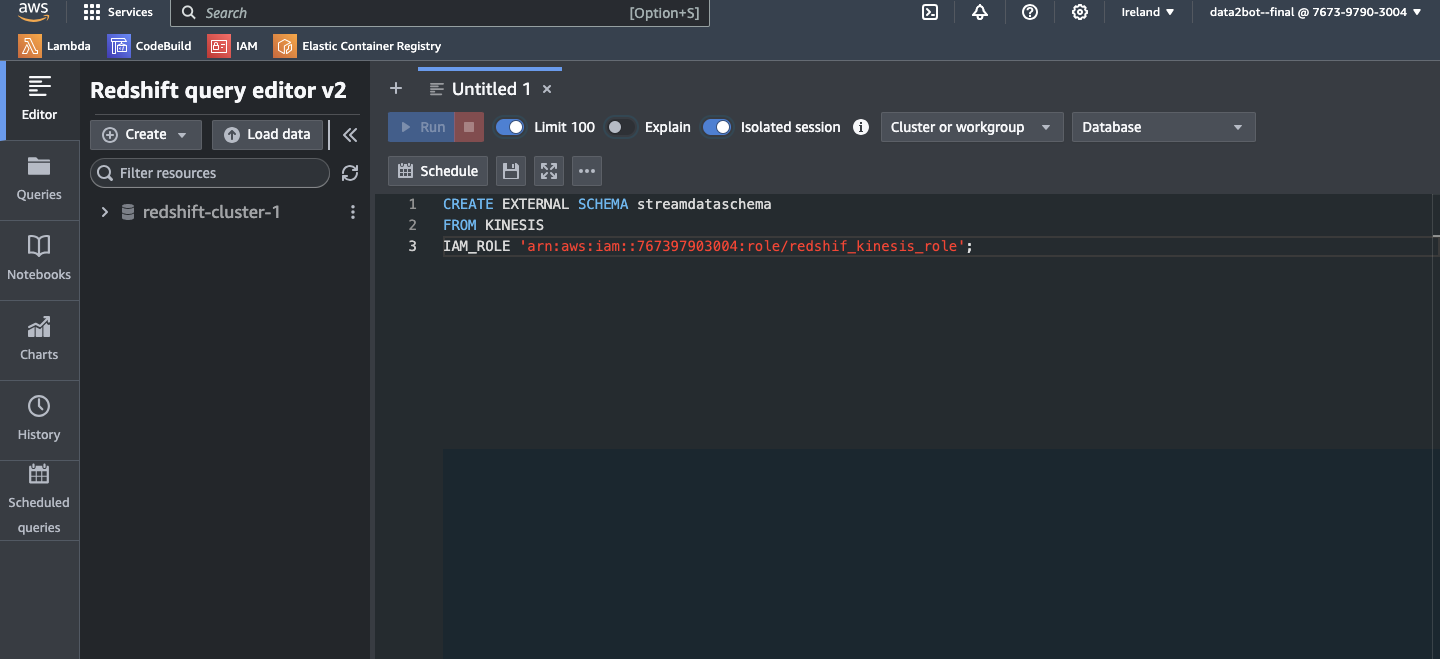 aws
Services
Search
[Option+S]
Ireland
data2bot--final @ 7673-9790-3004
Lambda
CodeBuild
IAM
Elastic Container Registry
Editor
Queries
Notebooks
Charts
History
Scheduled
queries
Redshift query editor v2
Create
Load data
Filter resources
redshift-cluster-1
+
Untitled 1
×
Run
Limit 100
Explain
Isolated session
Cluster or workgroup
Database
Schedule
1 CREATE EXTERNAL SCHEMA streamdataschema
2 FROM KINESIS
3 IAM_ROLE 'arn:aws:iam::767397903004:role/redshif_kinesis_role';